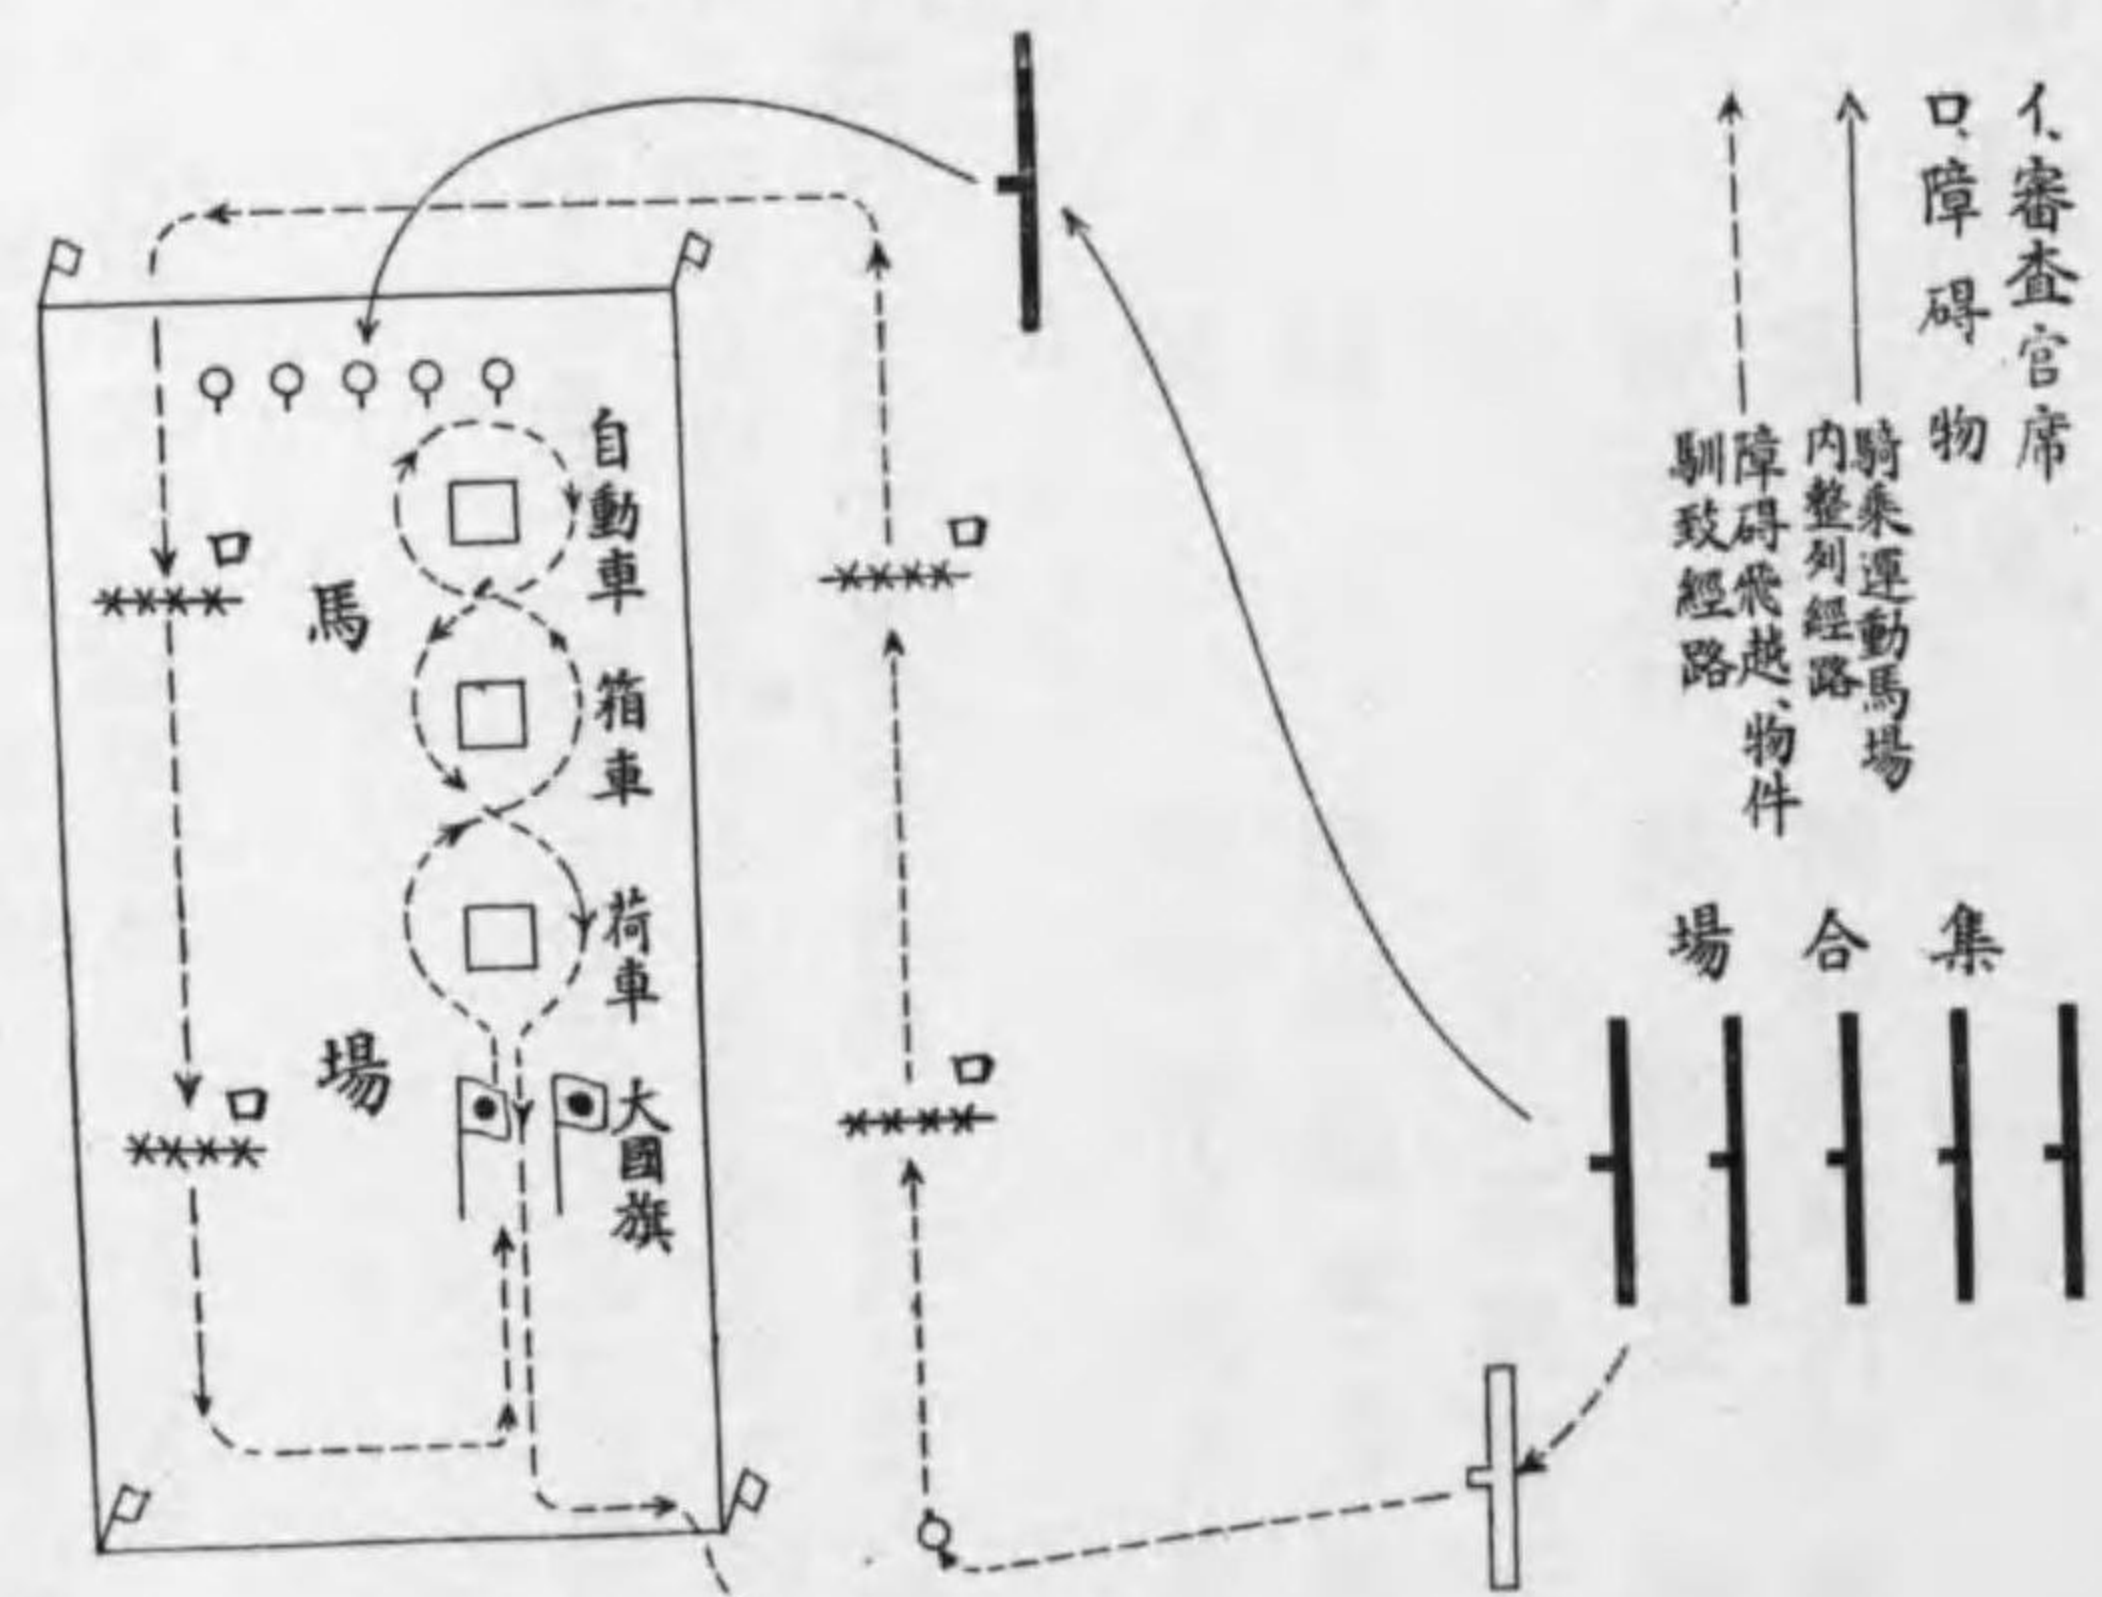 イ、審査官席
ロ、障碍物
騎乘運動馬場
内整列經路
障碍飛越、物件
馴致經路
集合場
ロ
ロ
自動車
箱車
荷車
大國旗
馬場
ロ
ロ